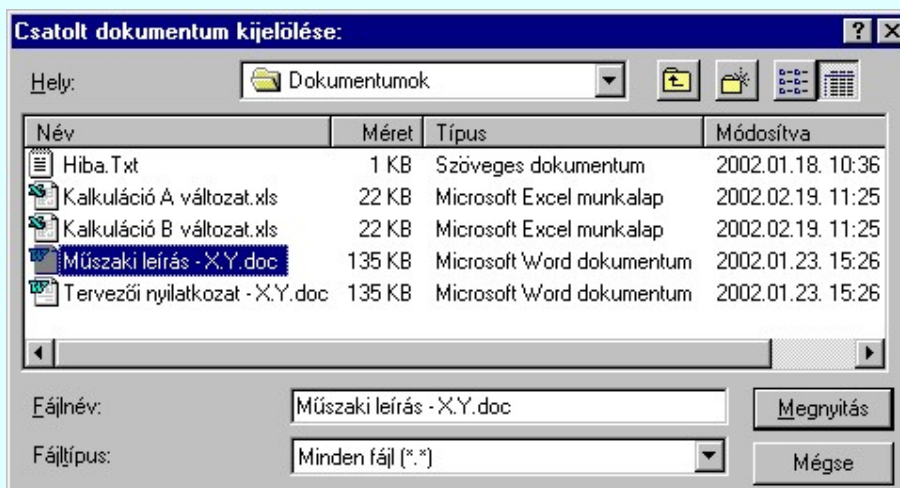 Csatolt dokumentum kijelölése:
Hely: Dokumentumok
Név Méret Típus Módosítva
Hiba.Txt 1 KB Szöveges dokumentum 2002.01.18. 10:36
Kalkuláció A változat.xls 22 KB Microsoft Excel munkalap 2002.02.19. 11:25
Kalkuláció B változat.xls 22 KB Microsoft Excel munkalap 2002.02.19. 11:25
Műszaki leírás - X.Y.doc 135 KB Microsoft Word dokumentum 2002.01.23. 15:26
Tervezői nyilatkozat - X.Y.doc 135 KB Microsoft Word dokumentum 2002.01.23. 15:26
Fájlnév: Műszaki leírás - X.Y.doc Megnyitás
Fájltípus: Minden fájl (*.*) Mégse